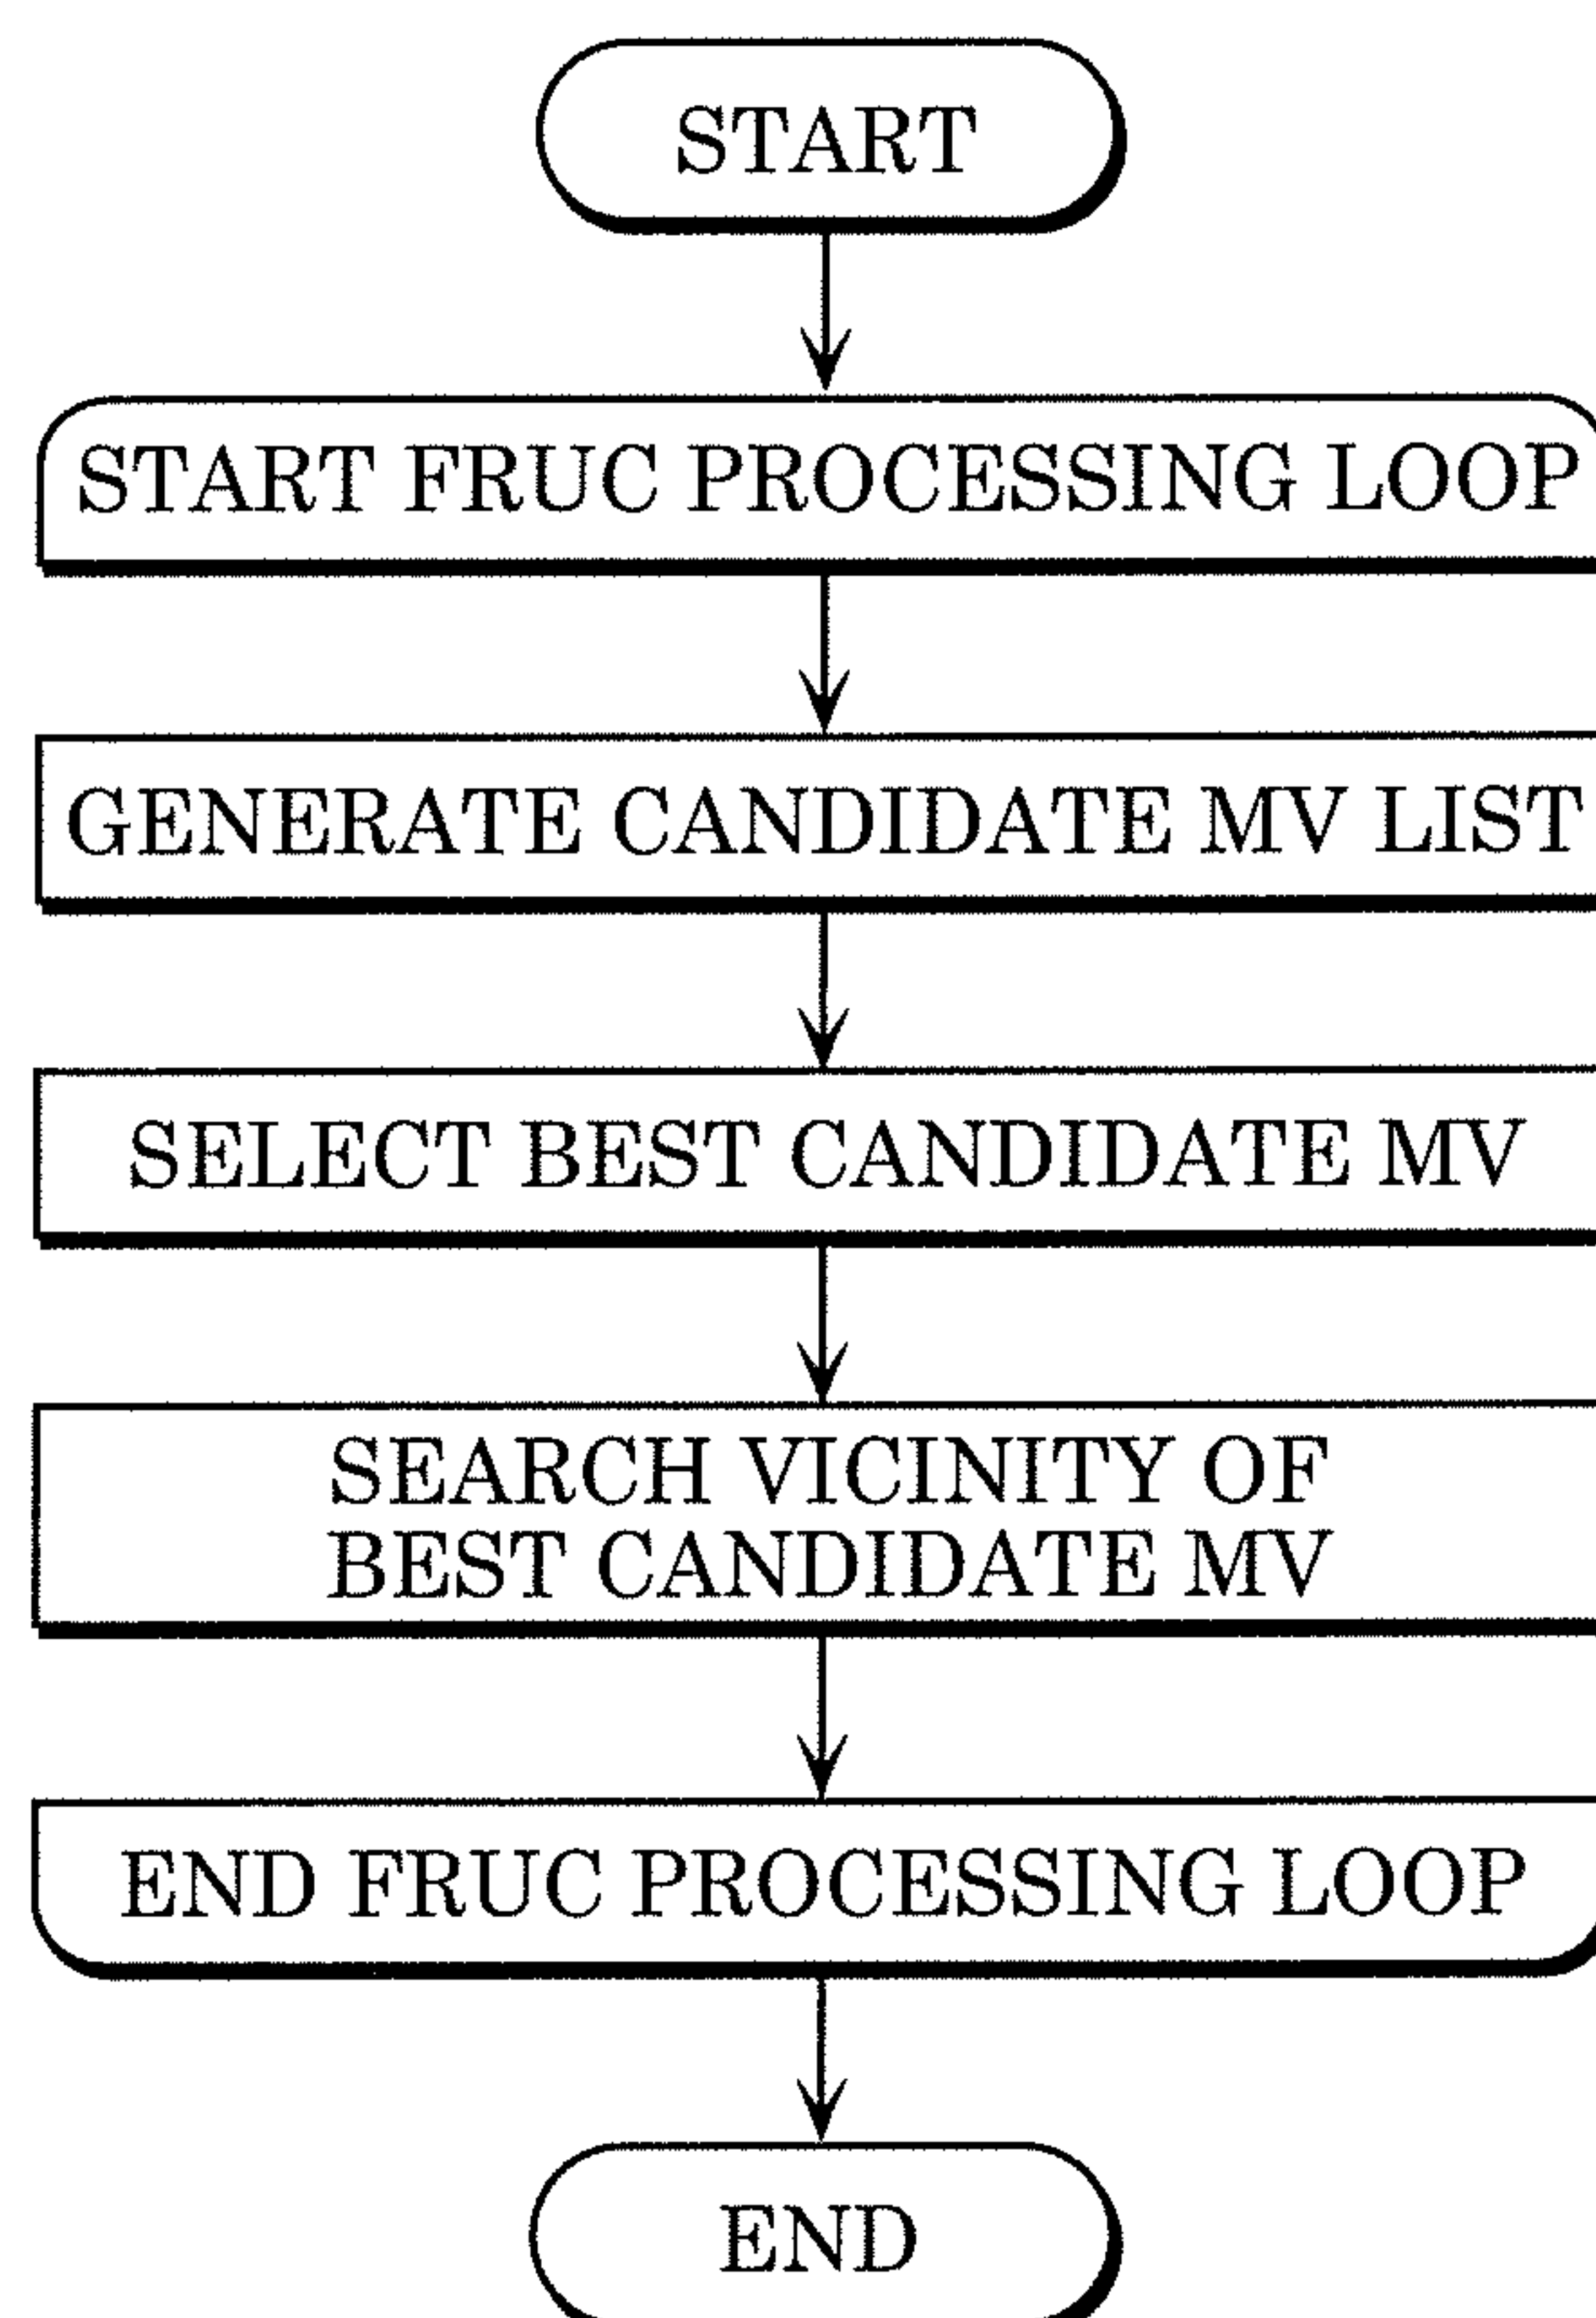 START
START FRUC PROCESSING LOOP
GENERATE CANDIDATE MV LIST
SELECT BEST CANDIDATE MV
SEARCH VICINITY OF
BEST CANDIDATE MV
END FRUC PROCESSING LOOP
END